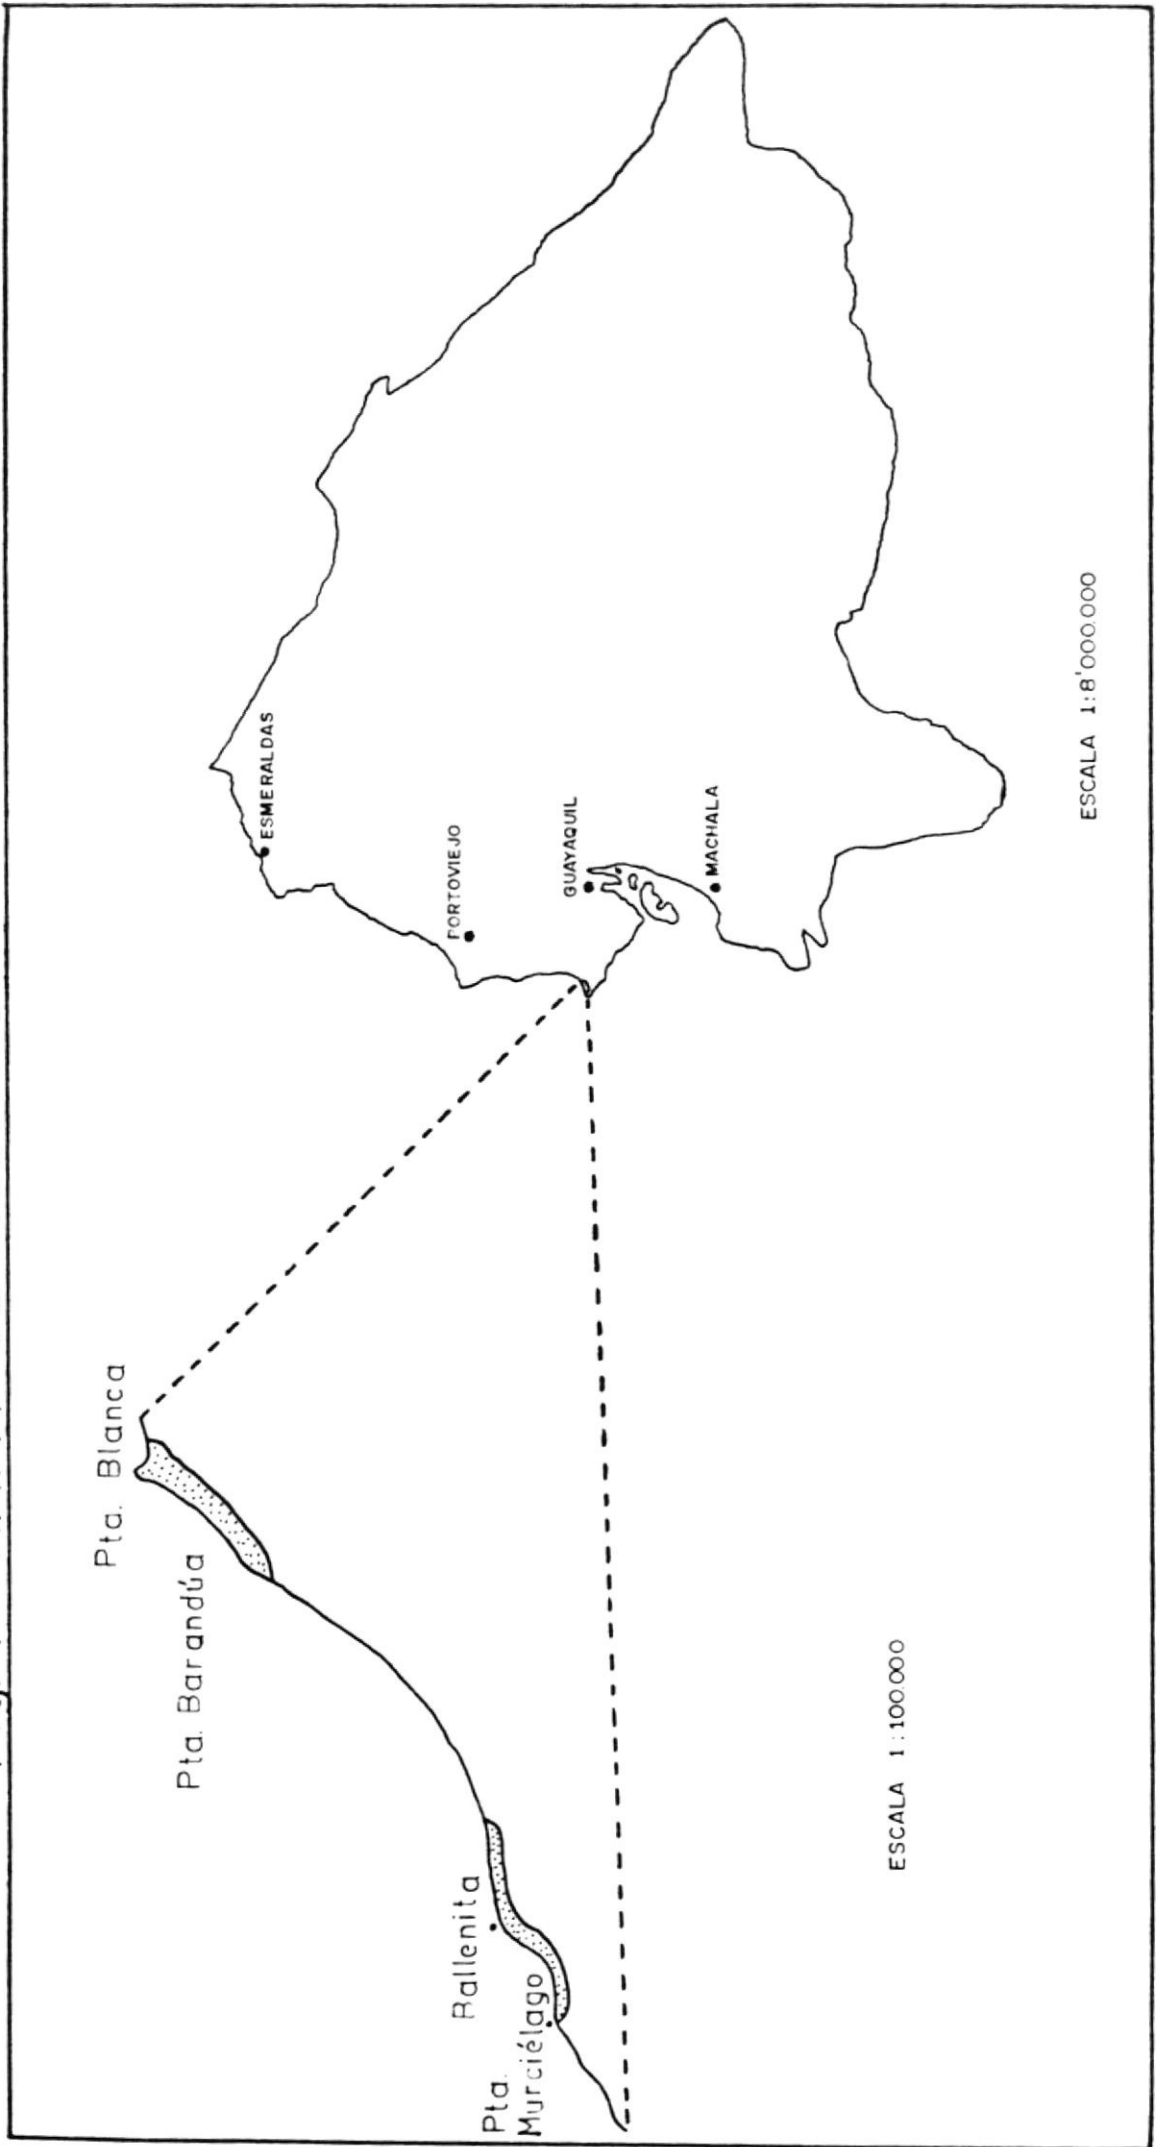 Pta. Blanca
Pta. Barandúa
Ballenita
Pta.
Murciélago
ESMERALDAS
PORTOVIEJO
GUAYAQUIL
MACHALA
ESCALA 1:100.000
ESCALA 1:8'000.000